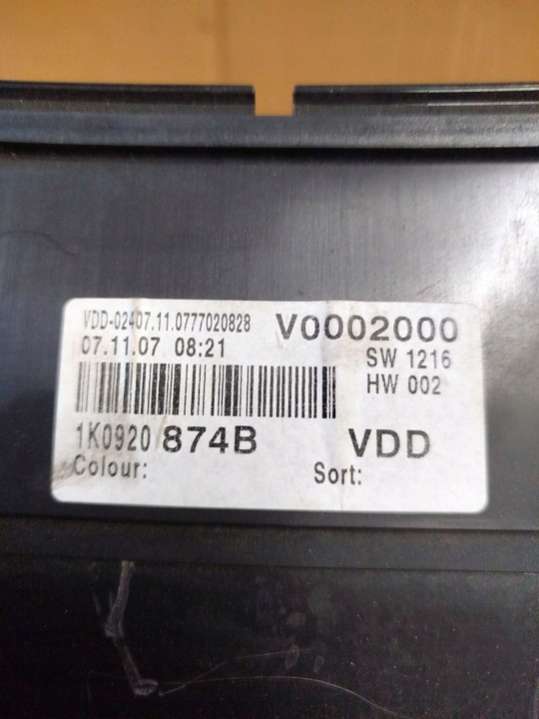 VDD-02407.11.0777020828 V0002000
07.11.07 08:21 SW 1216
HW 002
1K0920 874B VDD
Colour: Sort: